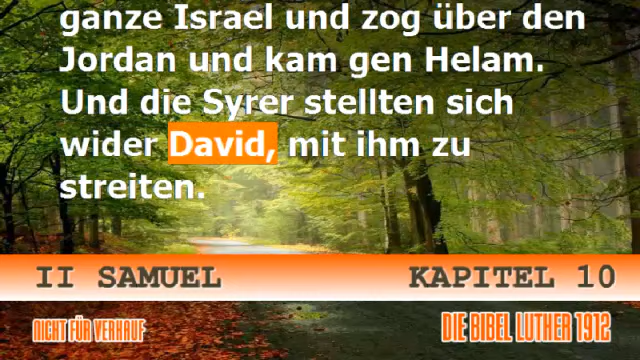 ganze Israel und zog über den
Jordan und kam gen Helam.
Und die Syrer stellten sich
wider David, mit ihm zu
streiten.
II SAMUEL KAPITEL 10
NICHT FÜR VERKAUF DIE BIBEL LUTHER 1912